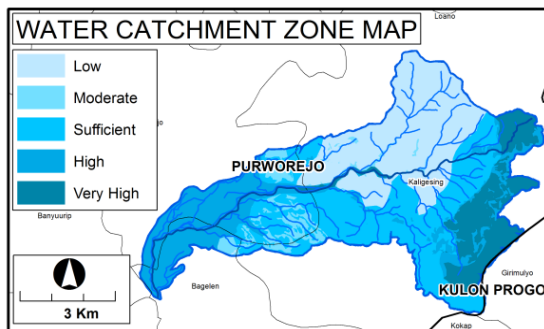 Loano
WATER CATCHMENT ZONE MAP
Low
Moderate
Sufficient
High
Very High
PURWOREJO
Kaligesing
Banyuurip
Bagelen
Girimulyo
KULON PROGO
3 Km
Kokap